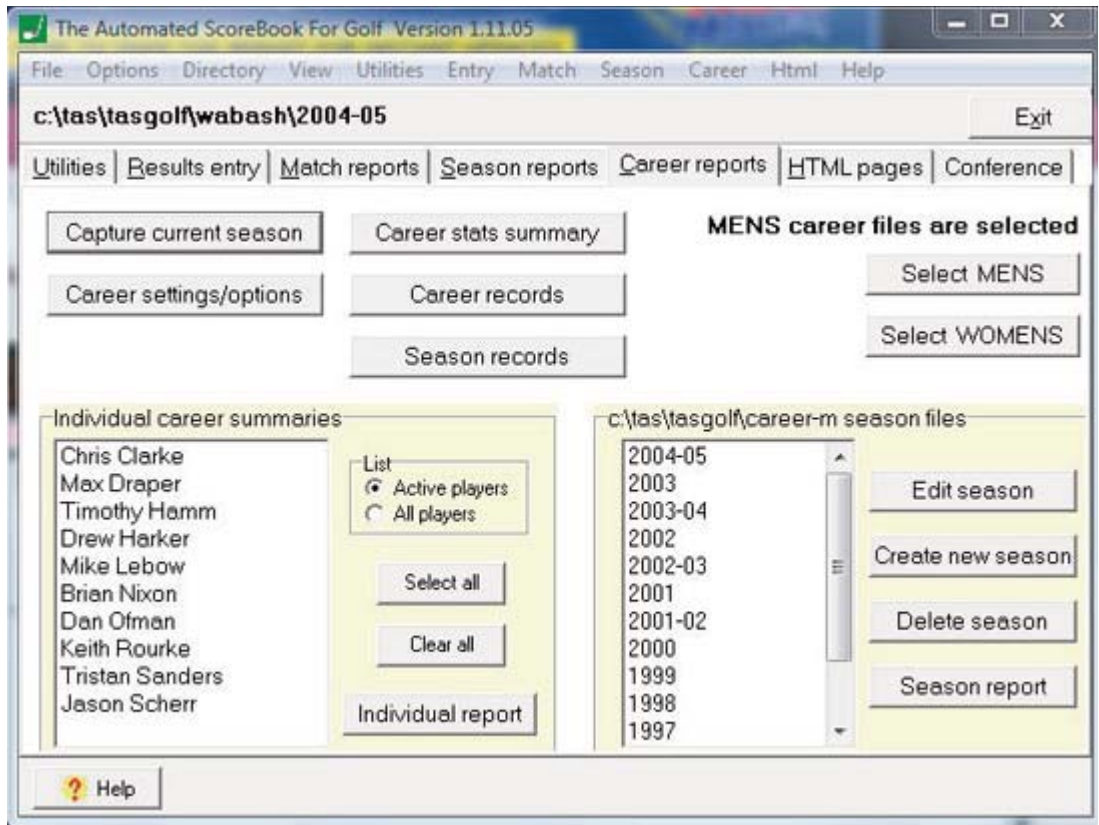 The Automated ScoreBook For Golf Version 1.11.05
File Options Directory View Utilities Entry Match Season Career Html Help
c:\tas\tasgolf\wabash\2004-05
Exit
Utilities Results entry Match reports Season reports Career reports HTML pages Conference
Capture current season
Career stats summary
MENS career files are selected
Career settings/options
Career records
Select MENS
Season records
Select WOMENS
Individual career summaries
Chris Clarke
Max Draper
Timothy Hamm
Drew Harker
Mike Lebow
Brian Nixon
Dan Ofman
Keith Rourke
Tristan Sanders
Jason Scherr
List
Active players
All players
Select all
Clear all
Individual report
c:\tas\tasgolf\career-m season files
2004-05
2003
2003-04
2002
2002-03
2001
2001-02
2000
1999
1998
1997
Edit season
Create new season
Delete season
Season report
? Help